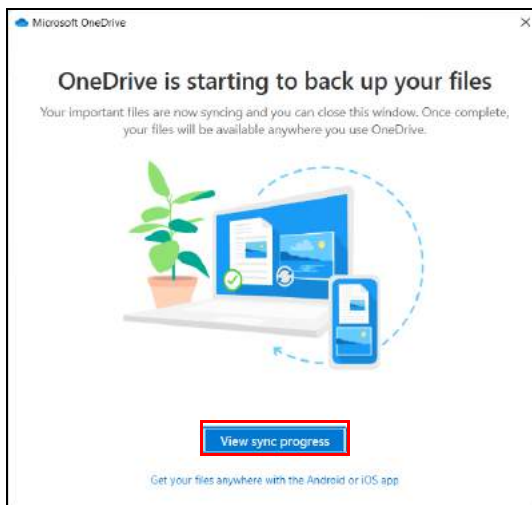 Microsoft OneDrive
OneDrive is starting to back up your files
Your important files are now syncing and you can close this window. Once complete,
your files will be available anywhere you use OneDrive.
View sync progress
Get your files anywhere with the Android or iOS app